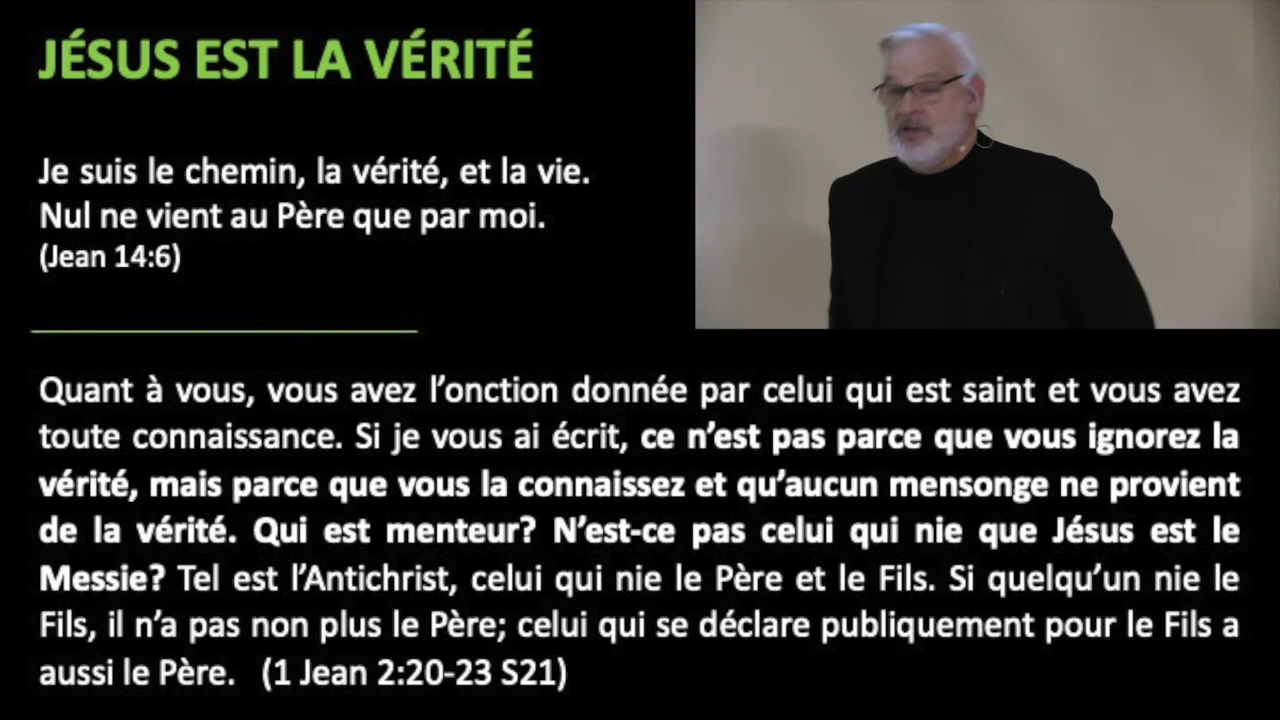 JÉSUS EST LA VÉRITÉ
Je suis le chemin, la vérité, et la vie.
Nul ne vient au Père que par moi.
(Jean 14:6)
Quant à vous, vous avez l’onction donnée par celui qui est saint et vous avez
toute connaissance. Si je vous ai écrit, ce n’est pas parce que vous ignorez la
vérité, mais parce que vous la connaissez et qu’aucun mensonge ne provient
de la vérité. Qui est menteur? N’est-ce pas celui qui nie que Jésus est le
Messie? Tel est l’Antichrist, celui qui nie le Père et le Fils. Si quelqu’un nie le
Fils, il n’a pas non plus le Père; celui qui se déclare publiquement pour le Fils a
aussi le Père. (1 Jean 2:20-23 S21)